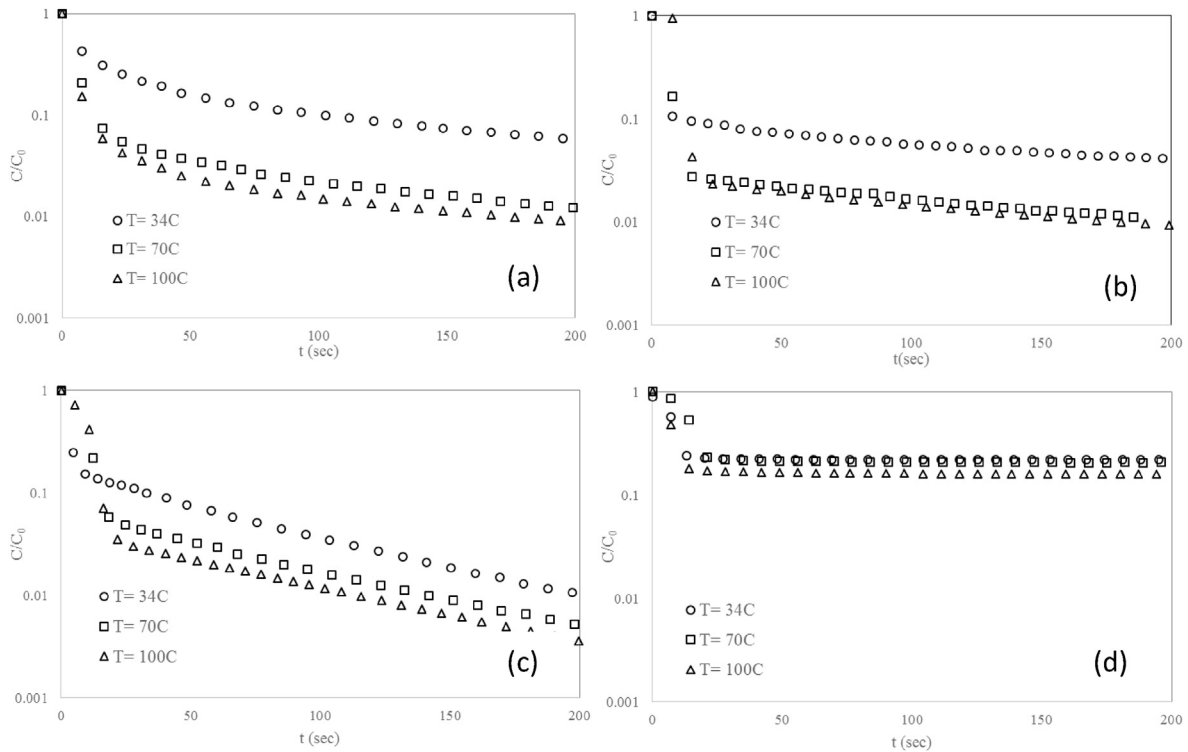 1
0.1
0.01
0.001
C/C0
T= 34C
T= 70C
T= 100C
(a)
0
50
100
150
200
t (sec)
1
0.1
0.01
0.001
C/C0
T= 34C
T= 70C
T= 100C
(b)
0
50
100
150
200
t(sec)
1
0.1
0.01
0.001
C/C0
T= 34C
T= 70C
T= 100C
(c)
0
50
100
150
200
t (sec)
1
0.1
0.01
0.001
C/C0
T= 34C
T= 70C
T= 100C
(d)
0
50
100
150
200
t (sec)